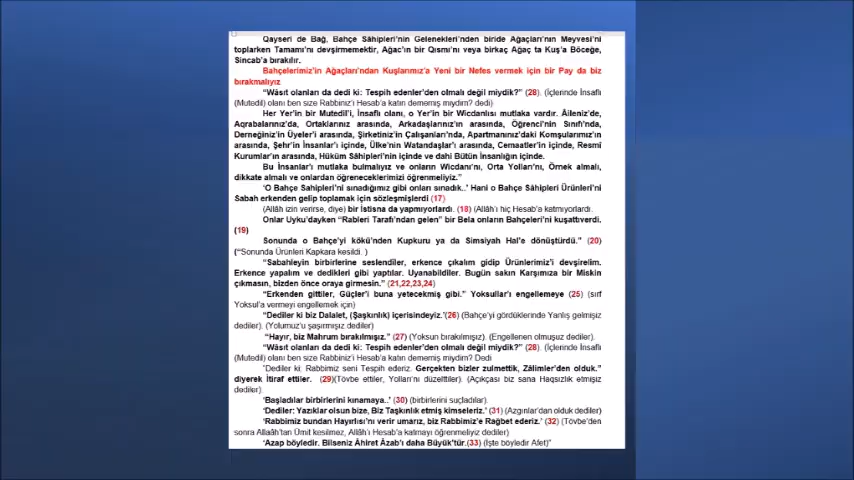 Qayseri de Bağ, Bahçe Sâhipleri'nin Gelenekleri'nden biride Ağaçları'nın Meyvesi'ni
toplarken Tamamı'nı devşirmemektir, Ağac'ın bir Qısmı'nı veya birkaç Ağaç ta Kuş'a Böceğe,
Sincab'a bırakılır.
Bahçelerimiz'in Ağaçları'ndan Kuşlarımız'a Yeni bir Nefes vermek için bir Pay da biz
bırakmalıyız
"Wâsıt olanları da dedi ki: Tespih edenler'den olmalı değil miydik?" (28). (İçlerinde İnsaflı
(Mutedil) olanı ben size Rabbiniz'i Hesab'a katın dememiş miydim? dedi)
Her Yer'in bir Mutedil'i, İnsaflı olanı, o Yer'in bir Wicdanlısı mutlaka vardır. Âileniz'de,
Aqrabalarınız'da, Ortaklarınız arasında, Arkadaşlarınız'ın arasında, Öğrenci'nin Sınıfı'nda,
Derneğiniz'in Üyeler'i arasında, Şirketiniz'in Çalışanları'nda, Apartmanınız'daki Komşularımız'ın
arasında, Şehr'in İnsanlar'ı içinde, Ülke'nin Watandaşlar'ı arasında, Cemaatler'in içinde, Resmî
Kurumlar'ın arasında, Hüküm Sâhipleri'nin içinde ve dahi Bütün İnsanlığın içinde.
Bu İnsanlar'ı mutlaka bulmalıyız ve onların Wicdanı'nı, Orta Yolları'nı, Örnek almalı,
dikkate almalı ve onlardan öğreneceklerimizi öğrenmeliyiz."
'O Bahçe Sahipleri'ni sınadığımız gibi onları sınadık..' Hani o Bahçe Sâhipleri Ürünleri'ni
Sabah erkenden gelip toplamak için sözleşmişlerdi (17)
(Allâh izin verirse, diye) bir İstisna da yapmıyorlardı. (18) (Allâh'ı hiç Hesab'a katmıyorlardı.
Onlar Uyku'dayken "Rableri Tarafı'ndan gelen" bir Bela onların Bahçeleri'ni kuşatıverdi.
(19)
Sonunda o Bahçe'yi kökü'nden Kupkuru ya da Simsiyah Hal'e dönüştürdü." (20)
("Sonunda Ürünleri Kapkara kesildi. )
"Sabahleyin birbirlerine seslendiler, erkence çıkalım gidip Ürünlerimiz'i devşirelim.
Erkence yapalım ve dedikleri gibi yaptılar. Uyanabildiler. Bugün sakın Karşımıza bir Miskin
çıkmasın, bizden önce oraya girmesin." (21,22,23,24)
"Erkenden gittiler, Güçler'i buna yetecekmiş gibi." Yoksullar'ı engellemeye (25) (sırf
Yoksul'a vermeyi engellemek için)
"Dediler ki biz Dalalet, (Şaşkınlık) içerisindeyiz.'(26) (Bahçe'yi gördüklerinde Yanlış gelmişiz
dediler). (Yolumuz'u şaşırmışız dediler)
"Hayır, biz Mahrum bırakılmışız." (27) (Yoksun bırakılmışız). (Engellenen olmuşuz dediler).
"Wâsıt olanları da dedi ki: Tespih edenler'den olmalı değil miydik?" (28). (İçlerinde İnsaflı
(Mutedil) olanı ben size Rabbiniz'i Hesab'a katın dememiş miydim? Dedi
'Dediler ki: Rabbimiz seni Tespih ederiz. Gerçekten bizler zulmettik, Zâlimler'den olduk."
diyerek İtiraf ettiler. (29)(Tövbe ettiler, Yolları'nı düzelttiler). (Açıkçası biz sana Haqsızlık etmişiz
dediler).
'Başladılar birbirlerini kınamaya..' (30) (birbirlerini suçladılar).
'Dediler: Yazıklar olsun bize, Biz Taşkınlık etmiş kimseleriz.' (31) (Azgınlar'dan olduk dediler)
'Rabbimiz bundan Hayırlısı'nı verir umarız, biz Rabbimiz'e Rağbet ederiz.' (32) (Tövbe'den
sonra Allaâh'tan Ümit kesilmez, Allâh'ı Hesab'a katmayı öğrenmeliyiz dediler)
'Azap böyledir. Bilseniz Âhiret Âzab'ı daha Büyük'tür.(33) (İşte böyledir Afet)"